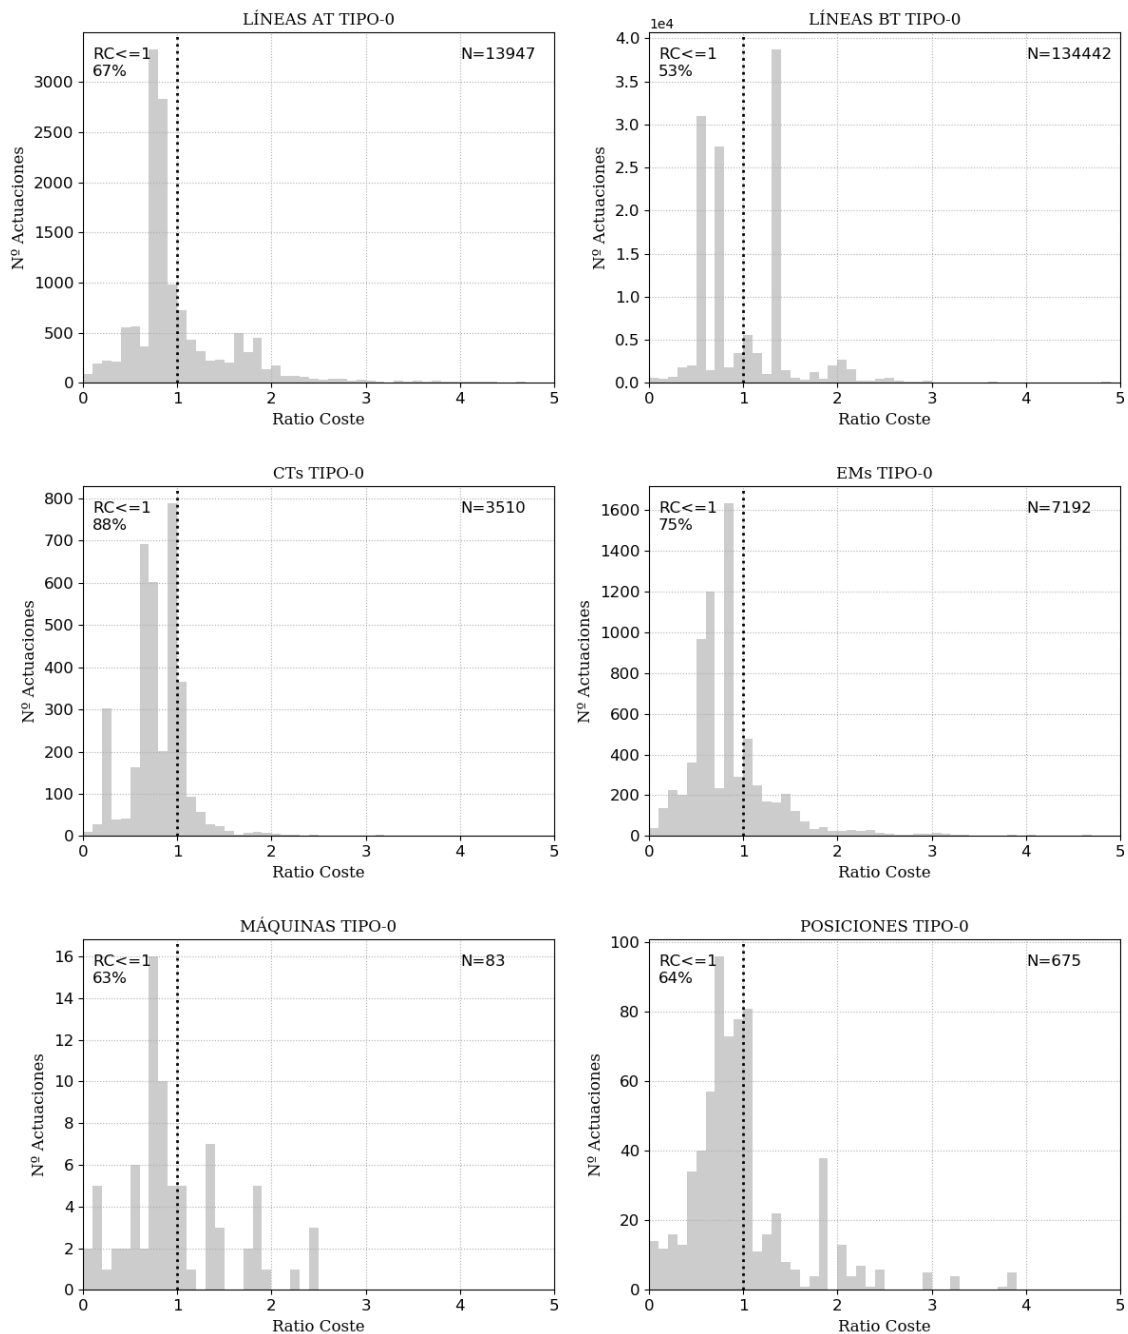 LÍNEAS AT TIPO-0
RC<=1
67%
N=13947
3000
2500
2000
1500
1000
500
0
Nº Actuaciones
0 1 2 3 4 5
Ratio Coste
LÍNEAS BT TIPO-0
1e4
RC<=1
53%
N=134442
4.0
3.5
3.0
2.5
2.0
1.5
1.0
0.5
0.0
Nº Actuaciones
0 1 2 3 4 5
Ratio Coste
CTs TIPO-0
RC<=1
88%
N=3510
800
700
600
500
400
300
200
100
0
Nº Actuaciones
0 1 2 3 4 5
Ratio Coste
EMs TIPO-0
RC<=1
75%
N=7192
1600
1400
1200
1000
800
600
400
200
0
Nº Actuaciones
0 1 2 3 4 5
Ratio Coste
MÁQUINAS TIPO-0
RC<=1
63%
N=83
16
14
12
10
8
6
4
2
0
Nº Actuaciones
0 1 2 3 4 5
Ratio Coste
POSICIONES TIPO-0
RC<=1
64%
N=675
100
80
60
40
20
0
Nº Actuaciones
0 1 2 3 4 5
Ratio Coste